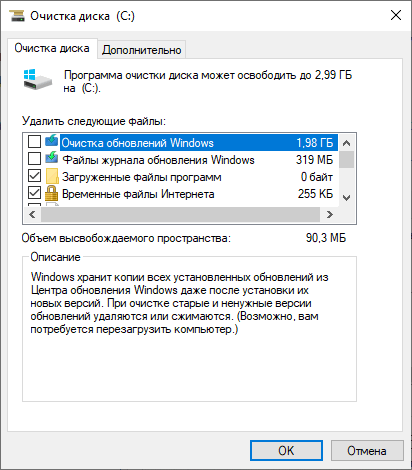 Очистка диска  (C:)
Очистка диска Дополнительно
Программа очистки диска может освободить до 2,99 ГБ
на  (C:).
Удалить следующие файлы:
Очистка обновлений Windows 1,98 ГБ
Файлы журнала обновления Windows 319 МБ
Загруженные файлы программ 0 байт
Временные файлы Интернета 255 КБ
Объем высвобождаемого пространства: 90,3 МБ
Описание
Windows хранит копии всех установленных обновлений из
Центра обновления Windows даже после установки их
новых версий. При очистке старые и ненужные версии
обновлений удаляются или сжимаются. (Возможно, вам
потребуется перезагрузить компьютер.)
OK Отмена